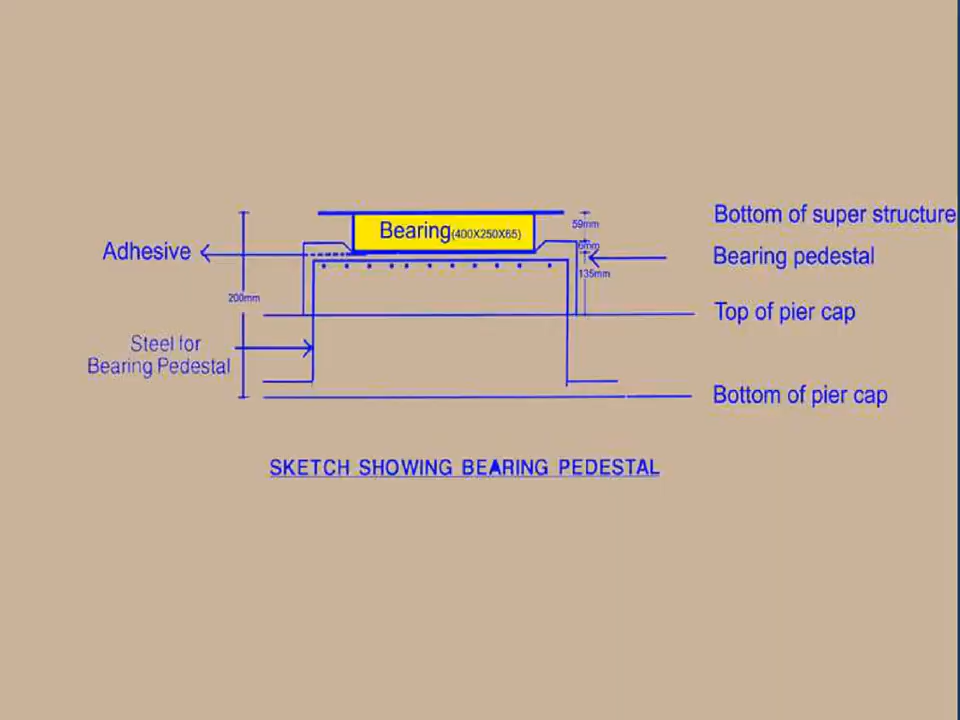 Bottom of super structure
59mm
Bearing(400X250X65)
6mm
Adhesive
Bearing pedestal
135mm
200mm
Top of pier cap
Steel for
Bearing Pedestal
Bottom of pier cap
SKETCH SHOWING BEARING PEDESTAL